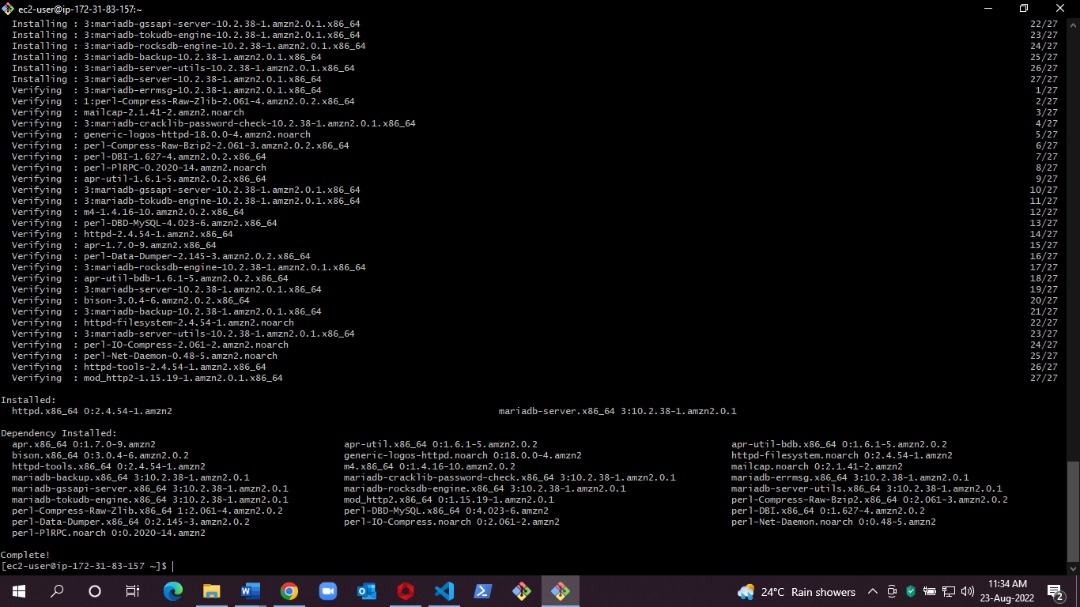 ec2-user@ip-172-31-83-157:~
Installing : 3:mariadb-gssapi-server-10.2.38-1.amzn2.0.1.x86_64 22/27
Installing : 3:mariadb-tokudb-engine-10.2.38-1.amzn2.0.1.x86_64 23/27
Installing : 3:mariadb-rocksdb-engine-10.2.38-1.amzn2.0.1.x86_64 24/27
Installing : 3:mariadb-backup-10.2.38-1.amzn2.0.1.x86_64 25/27
Installing : 3:mariadb-server-utils-10.2.38-1.amzn2.0.1.x86_64 26/27
Installing : 3:mariadb-server-10.2.38-1.amzn2.0.1.x86_64 27/27
Verifying : 3:mariadb-errmsg-10.2.38-1.amzn2.0.1.x86_64 1/27
Verifying : 1:perl-Compress-Raw-Zlib-2.061-4.amzn2.0.2.x86_64 2/27
Verifying : mailcap-2.1.41-2.amzn2.noarch 3/27
Verifying : 3:mariadb-cracklib-password-check-10.2.38-1.amzn2.0.1.x86_64 4/27
Verifying : generic-logos-httpd-18.0.0-4.amzn2.noarch 5/27
Verifying : perl-Compress-Raw-Bzip2-2.061-3.amzn2.0.2.x86_64 6/27
Verifying : perl-DBI-1.627-4.amzn2.0.2.x86_64 7/27
Verifying : perl-PlRPC-0.2020-14.amzn2.noarch 8/27
Verifying : apr-util-1.6.1-5.amzn2.0.2.x86_64 9/27
Verifying : 3:mariadb-gssapi-server-10.2.38-1.amzn2.0.1.x86_64 10/27
Verifying : 3:mariadb-tokudb-engine-10.2.38-1.amzn2.0.1.x86_64 11/27
Verifying : m4-1.4.16-10.amzn2.0.2.x86_64 12/27
Verifying : perl-DBD-MySQL-4.023-6.amzn2.x86_64 13/27
Verifying : httpd-2.4.54-1.amzn2.x86_64 14/27
Verifying : apr-1.7.0-9.amzn2.x86_64 15/27
Verifying : perl-Data-Dumper-2.145-3.amzn2.0.2.x86_64 16/27
Verifying : 3:mariadb-rocksdb-engine-10.2.38-1.amzn2.0.1.x86_64 17/27
Verifying : apr-util-bdb-1.6.1-5.amzn2.0.2.x86_64 18/27
Verifying : 3:mariadb-server-10.2.38-1.amzn2.0.1.x86_64 19/27
Verifying : bison-3.0.4-6.amzn2.0.2.x86_64 20/27
Verifying : 3:mariadb-backup-10.2.38-1.amzn2.0.1.x86_64 21/27
Verifying : httpd-filesystem-2.4.54-1.amzn2.noarch 22/27
Verifying : 3:mariadb-server-utils-10.2.38-1.amzn2.0.1.x86_64 23/27
Verifying : perl-IO-Compress-2.061-2.amzn2.noarch 24/27
Verifying : perl-Net-Daemon-0.48-5.amzn2.noarch 25/27
Verifying : httpd-tools-2.4.54-1.amzn2.x86_64 26/27
Verifying : mod_http2-1.15.19-1.amzn2.0.1.x86_64 27/27
Installed:
httpd.x86_64 0:2.4.54-1.amzn2 mariadb-server.x86_64 3:10.2.38-1.amzn2.0.1
Dependency Installed:
apr.x86_64 0:1.7.0-9.amzn2 apr-util.x86_64 0:1.6.1-5.amzn2.0.2 apr-util-bdb.x86_64 0:1.6.1-5.amzn2.0.2
bison.x86_64 0:3.0.4-6.amzn2.0.2 generic-logos-httpd.noarch 0:18.0.0-4.amzn2 httpd-filesystem.noarch 0:2.4.54-1.amzn2
httpd-tools.x86_64 0:2.4.54-1.amzn2 m4.x86_64 0:1.4.16-10.amzn2.0.2 mailcap.noarch 0:2.1.41-2.amzn2
mariadb-backup.x86_64 3:10.2.38-1.amzn2.0.1 mariadb-cracklib-password-check.x86_64 3:10.2.38-1.amzn2.0.1 mariadb-errmsg.x86_64 3:10.2.38-1.amzn2.0.1
mariadb-gssapi-server.x86_64 3:10.2.38-1.amzn2.0.1 mariadb-rocksdb-engine.x86_64 3:10.2.38-1.amzn2.0.1 mariadb-server-utils.x86_64 3:10.2.38-1.amzn2.0.1
mariadb-tokudb-engine.x86_64 3:10.2.38-1.amzn2.0.1 mod_http2.x86_64 0:1.15.19-1.amzn2.0.1 perl-Compress-Raw-Bzip2.x86_64 0:2.061-3.amzn2.0.2
perl-Compress-Raw-Zlib.x86_64 1:2.061-4.amzn2.0.2 perl-DBD-MySQL.x86_64 0:4.023-6.amzn2 perl-DBI.x86_64 0:1.627-4.amzn2.0.2
perl-Data-Dumper.x86_64 0:2.145-3.amzn2.0.2 perl-IO-Compress.noarch 0:2.061-2.amzn2 perl-Net-Daemon.noarch 0:0.48-5.amzn2
perl-PlRPC.noarch 0:0.2020-14.amzn2
Complete!
[ec2-user@ip-172-31-83-157 ~]$
24°C Rain showers
11:34 AM
23-Aug-2022
2